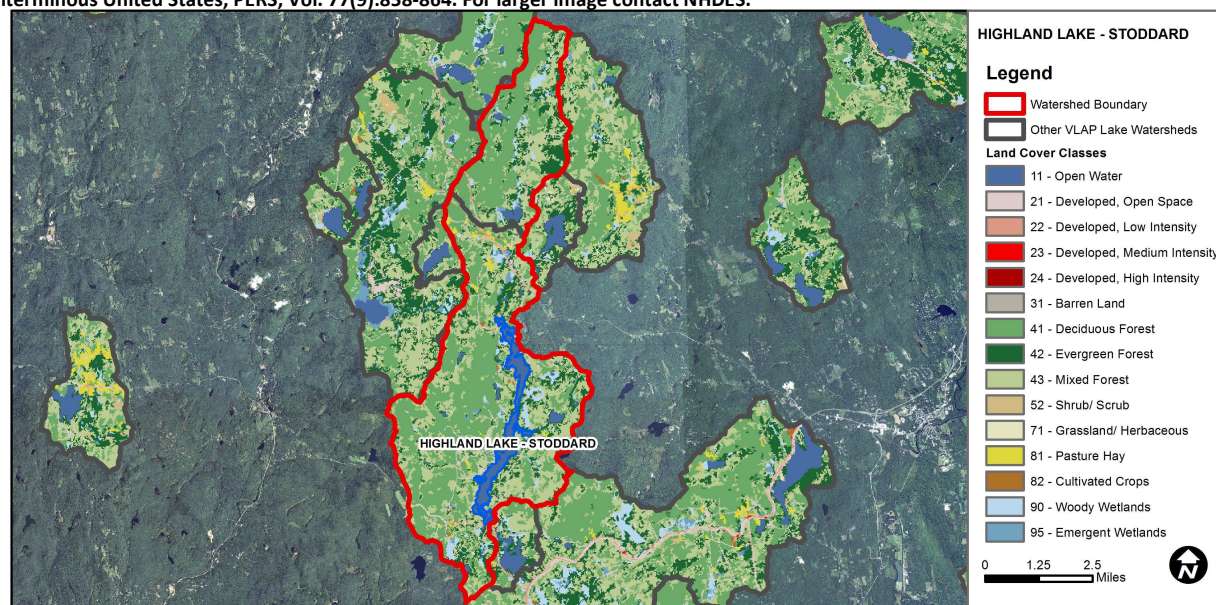 nterminous United States, PERS, Vol. 77(9):858-864. For larger image contact NHDES.
HIGHLAND LAKE - STODDARD
Legend
Watershed Boundary
Other VLAP Lake Watersheds
Land Cover Classes
11 - Open Water
21 - Developed, Open Space
22 - Developed, Low Intensity
23 - Developed, Medium Intensity
24 - Developed, High Intensity
31 - Barren Land
41 - Deciduous Forest
42 - Evergreen Forest
43 - Mixed Forest
52 - Shrub/ Scrub
71 - Grassland/ Herbaceous
81 - Pasture Hay
82 - Cultivated Crops
90 - Woody Wetlands
95 - Emergent Wetlands
0 1.25 2.5
Miles
N
HIGHLAND LAKE - STODDARD